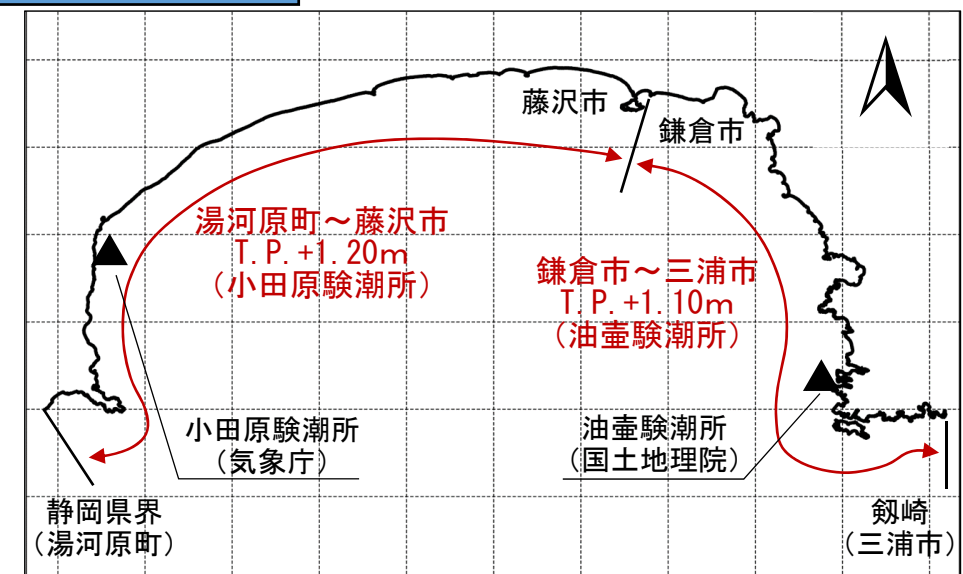 藤沢市
鎌倉市
湯河原町～藤沢市
T.P.+1.20m
（小田原験潮所）
鎌倉市～三浦市
T.P.+1.10m
（油壷験潮所）
小田原験潮所
（気象庁）
油壷験潮所
（国土地理院）
静岡県界
（湯河原町）
剱崎
（三浦市）